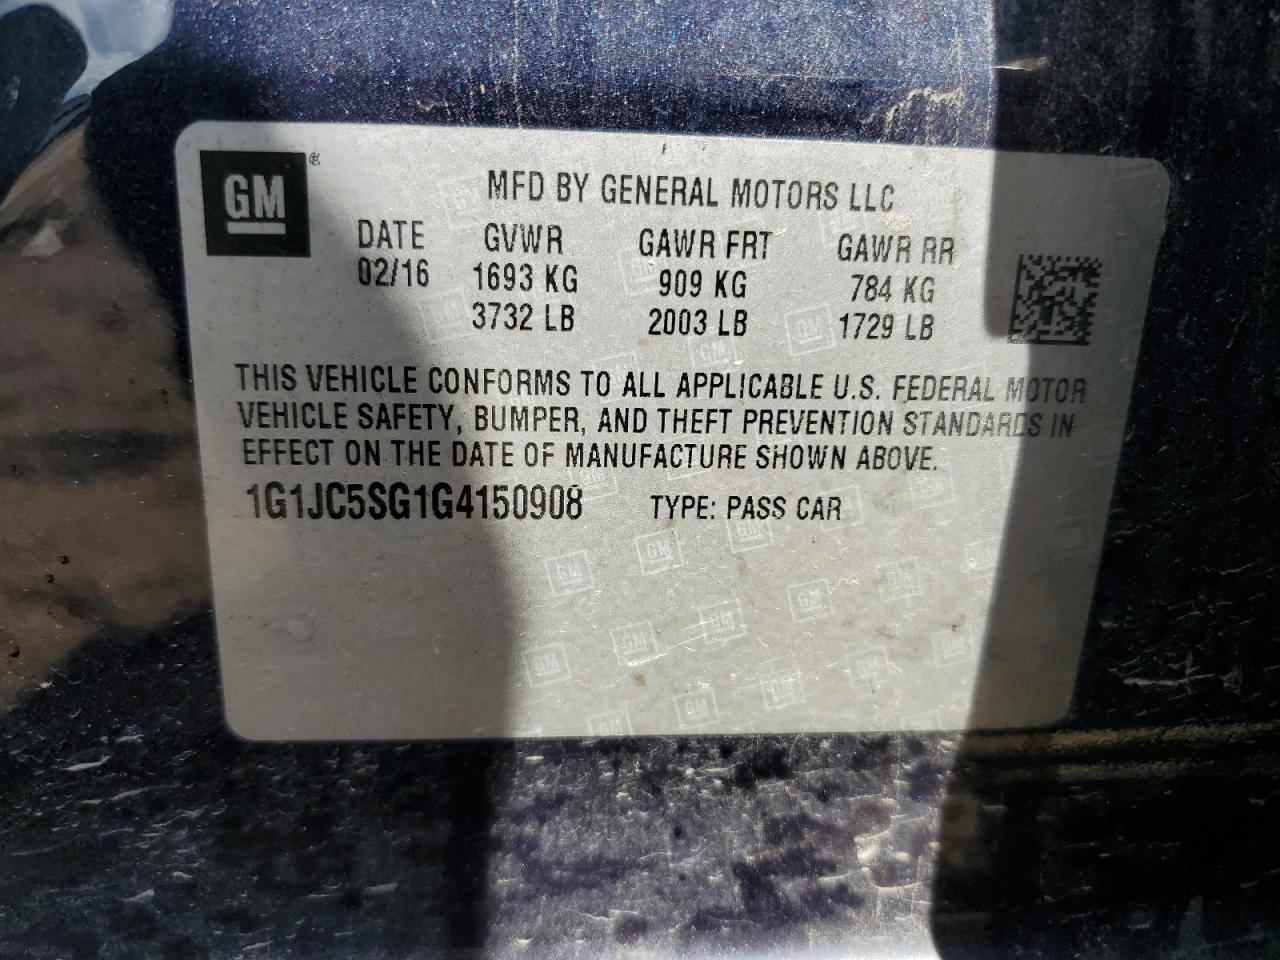 GM®
MFD BY GENERAL MOTORS LLC
DATE GVWR GAWR FRT GAWR RR
02/16 1693 KG 909 KG 784 KG
3732 LB 2003 LB 1729 LB
THIS VEHICLE CONFORMS TO ALL APPLICABLE U.S. FEDERAL MOTOR
VEHICLE SAFETY, BUMPER, AND THEFT PREVENTION STANDARDS IN
EFFECT ON THE DATE OF MANUFACTURE SHOWN ABOVE.
1G1JC5SG1G4150908 TYPE: PASS CAR